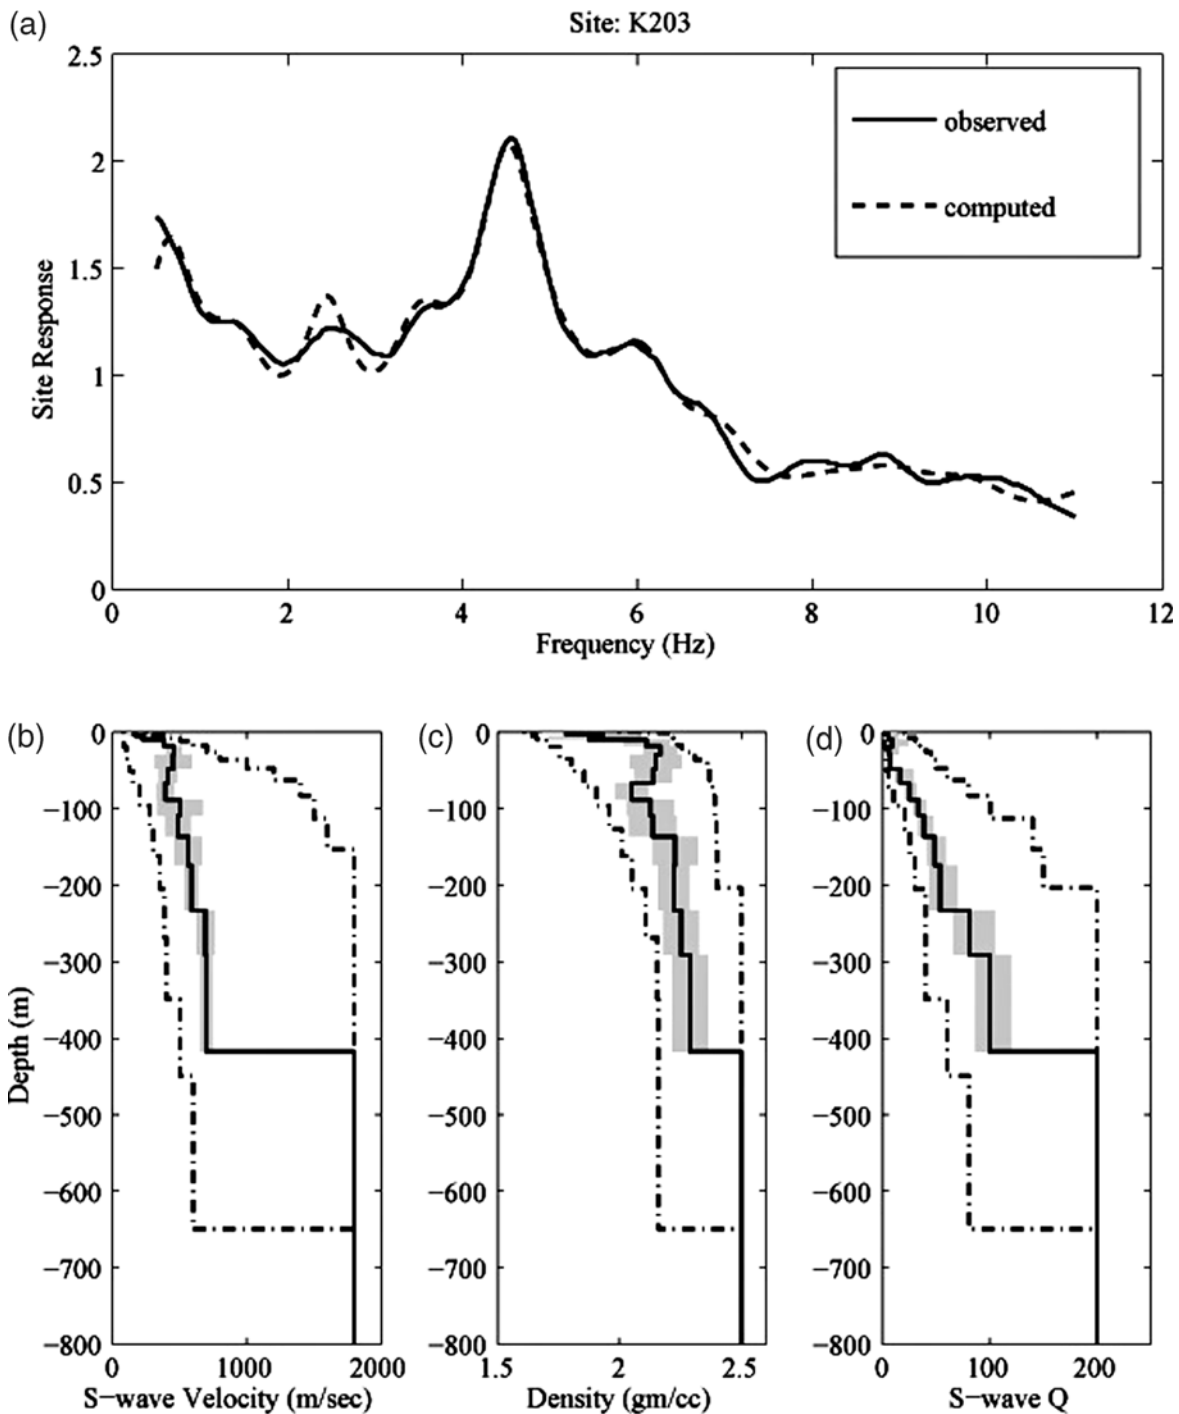 (a)
Site: K203
2.5
2
1.5
1
0.5
0
Site Response
observed
computed
0 2 4 6 8 10 12
Frequency (Hz)
(b)
0
−100
−200
−300
−400
−500
−600
−700
−800
Depth (m)
0 1000 2000
S−wave Velocity (m/sec)
(c)
0
−100
−200
−300
−400
−500
−600
−700
−800
1.5 2 2.5
Density (gm/cc)
(d)
0
−100
−200
−300
−400
−500
−600
−700
−800
0 100 200
S−wave Q